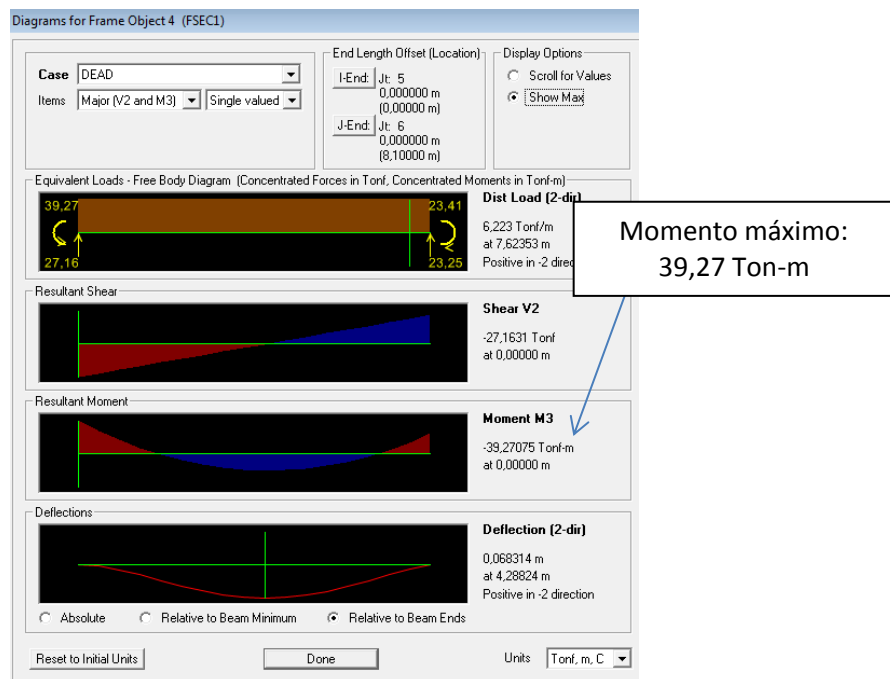 Diagrams for Frame Object 4 (FSEC1)
Case DEAD
Items Major (V2 and M3) Single valued
End Length Offset (Location)
I-End: Jt: 5
0,000000 m
(0,00000 m)
J-End: Jt: 6
0,000000 m
(8,10000 m)
Display Options
Scroll for Values
Show Max
Equivalent Loads - Free Body Diagram (Concentrated Forces in Tonf, Concentrated Moments in Tonf-m)
39,27 23,41
27,16 23,25
Dist Load (2-dir)
6,223 Tonf/m
at 7,62353 m
Positive in -2 direc
Momento máximo:
39,27 Ton-m
Resultant Shear
Shear V2
-27,1631 Tonf
at 0,00000 m
Resultant Moment
Moment M3
-39,27075 Tonf-m
at 0,00000 m
Deflections
Deflection (2-dir)
0,068314 m
at 4,28824 m
Positive in -2 direction
Absolute Relative to Beam Minimum Relative to Beam Ends
Reset to Initial Units Done Units Tonf, m, C